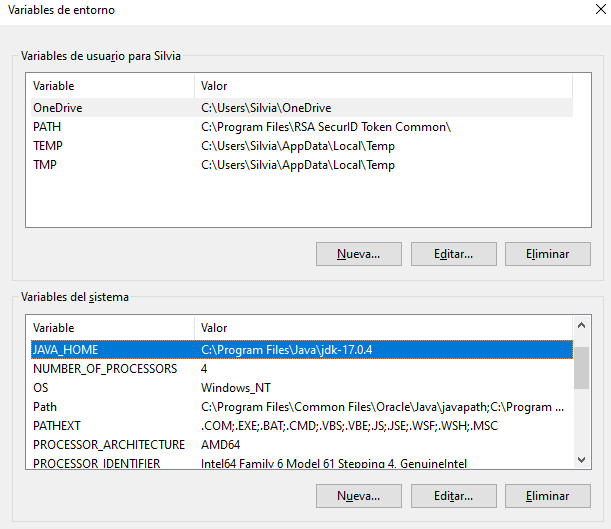 Variables de entorno
Variables de usuario para Silvia
Variable Valor
OneDrive C:\Users\Silvia\OneDrive
PATH C:\Program Files\RSA SecurID Token Common\
TEMP C:\Users\Silvia\AppData\Local\Temp
TMP C:\Users\Silvia\AppData\Local\Temp
Nueva... Editar... Eliminar
Variables del sistema
Variable Valor
JAVA_HOME C:\Program Files\Java\jdk-17.0.4
NUMBER_OF_PROCESSORS 4
OS Windows_NT
Path C:\Program Files\Common Files\Oracle\Java\javapath;C:\Program ...
PATHEXT .COM;.EXE;.BAT;.CMD;.VBS;.VBE;.JS;.JSE;.WSF;.WSH;.MSC
PROCESSOR_ARCHITECTURE AMD64
PROCESSOR_IDENTIFIER Intel64 Family 6 Model 61 Stepping 4, GenuineIntel
Nueva... Editar... Eliminar